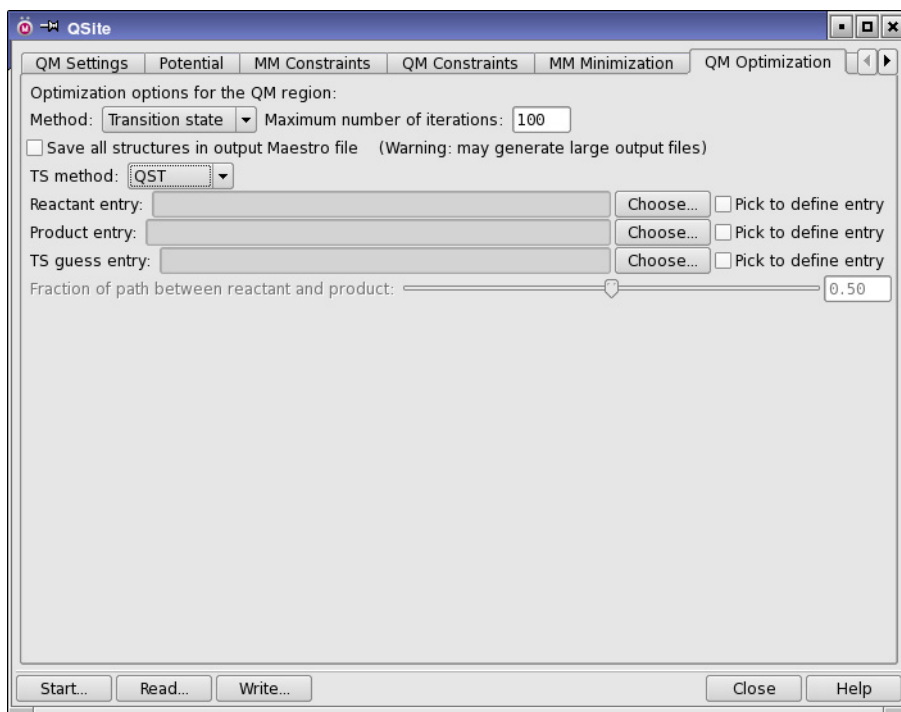 QSite
QM Settings Potential MM Constraints QM Constraints MM Minimization QM Optimization
Optimization options for the QM region:
Method: Transition state Maximum number of iterations: 100
Save all structures in output Maestro file (Warning: may generate large output files)
TS method: QST
Reactant entry: Choose... Pick to define entry
Product entry: Choose... Pick to define entry
TS guess entry: Choose... Pick to define entry
Fraction of path between reactant and product: 0.50
Start... Read... Write... Close Help